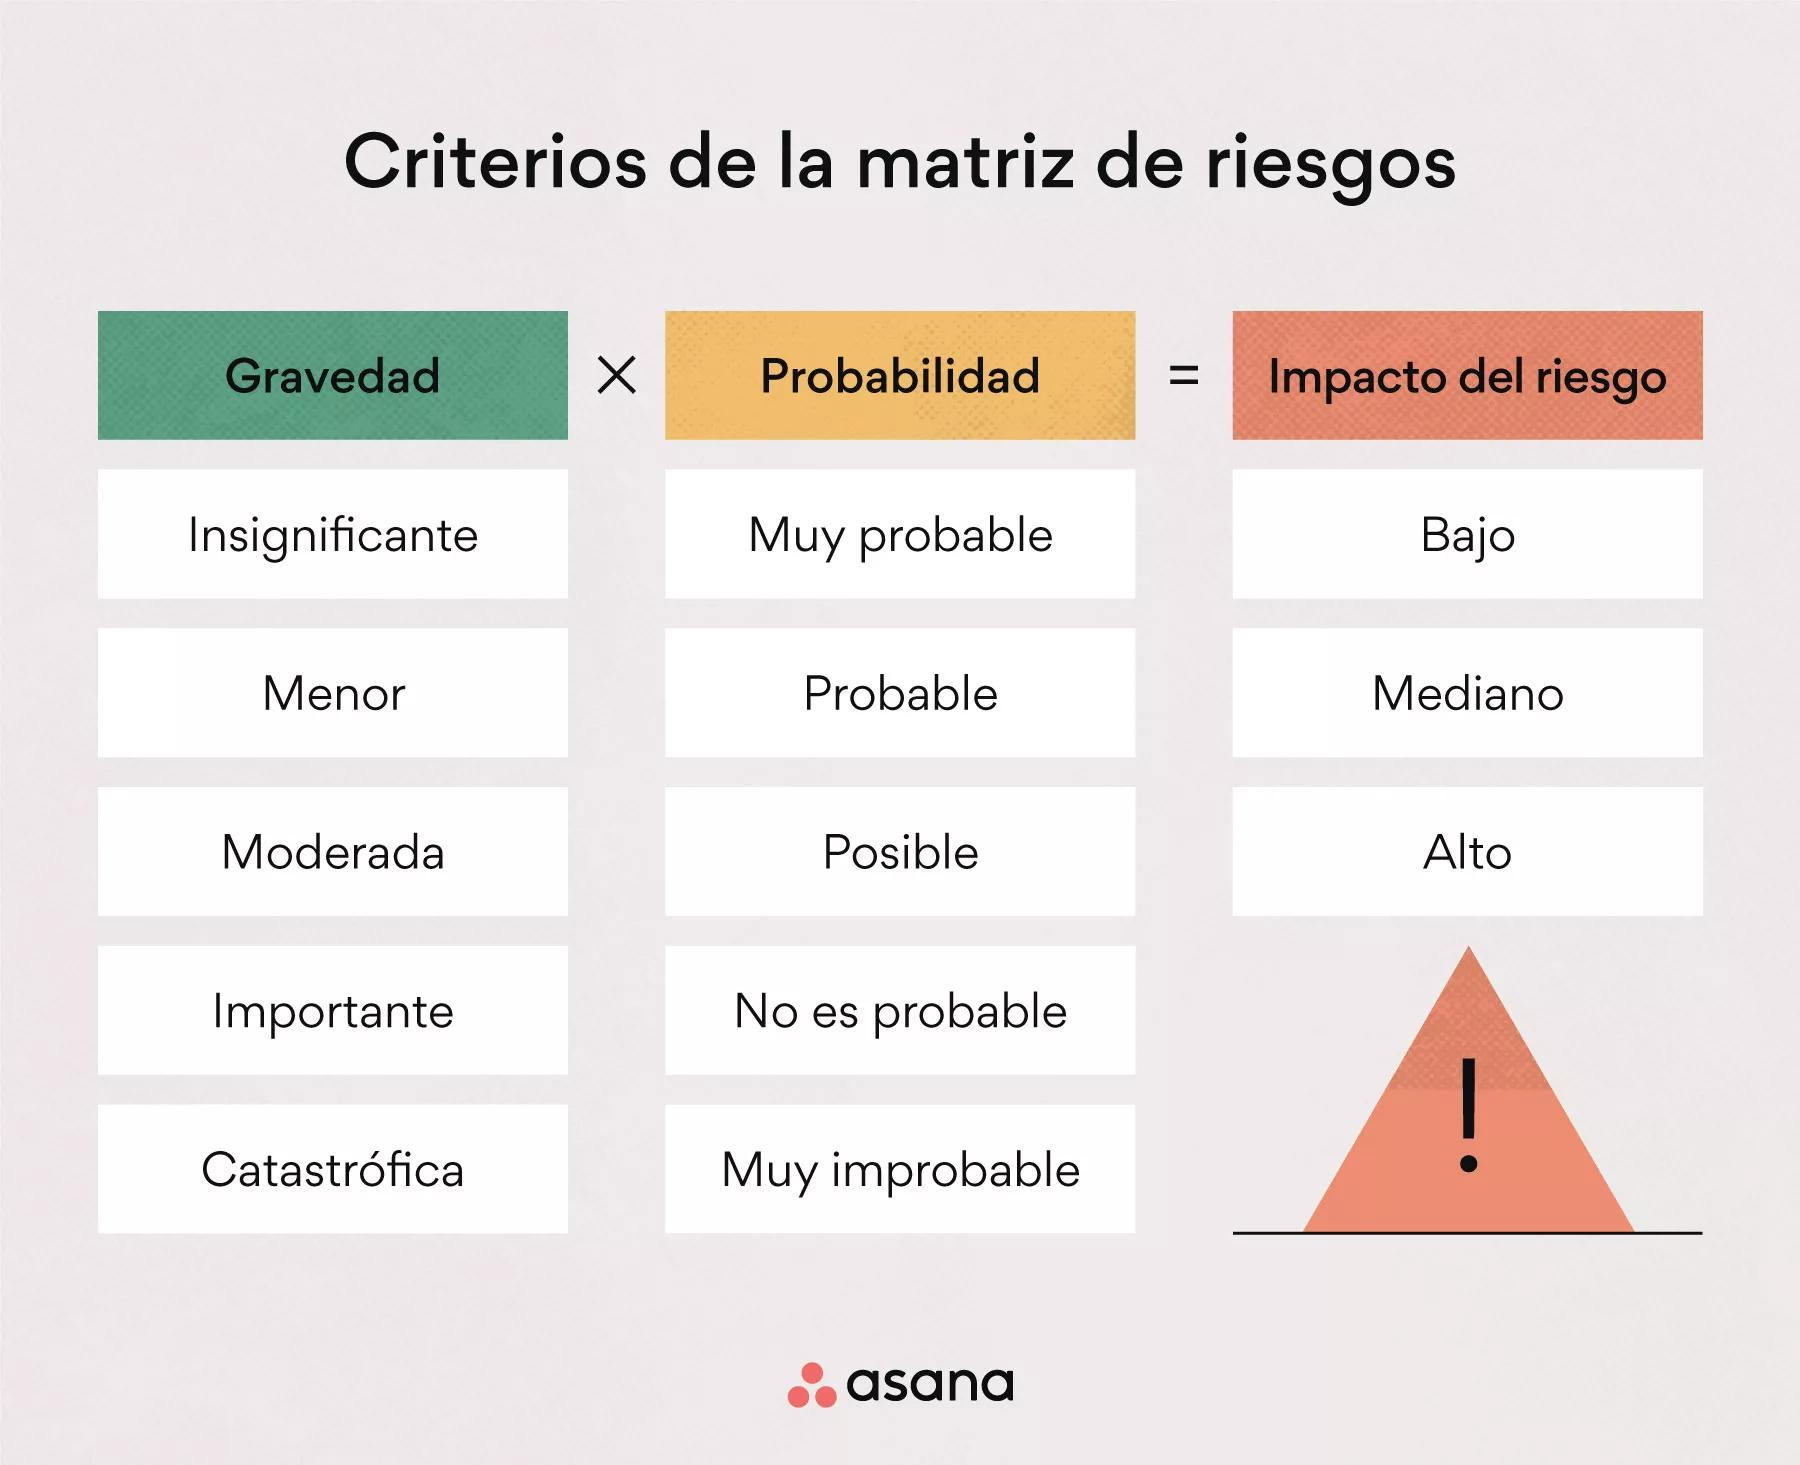 Criterios de la matriz de riesgos
Gravedad × Probabilidad = Impacto del riesgo
Insignificante Muy probable Bajo
Menor Probable Mediano
Moderada Posible Alto
Importante No es probable
Catastrófica Muy improbable
!
asana